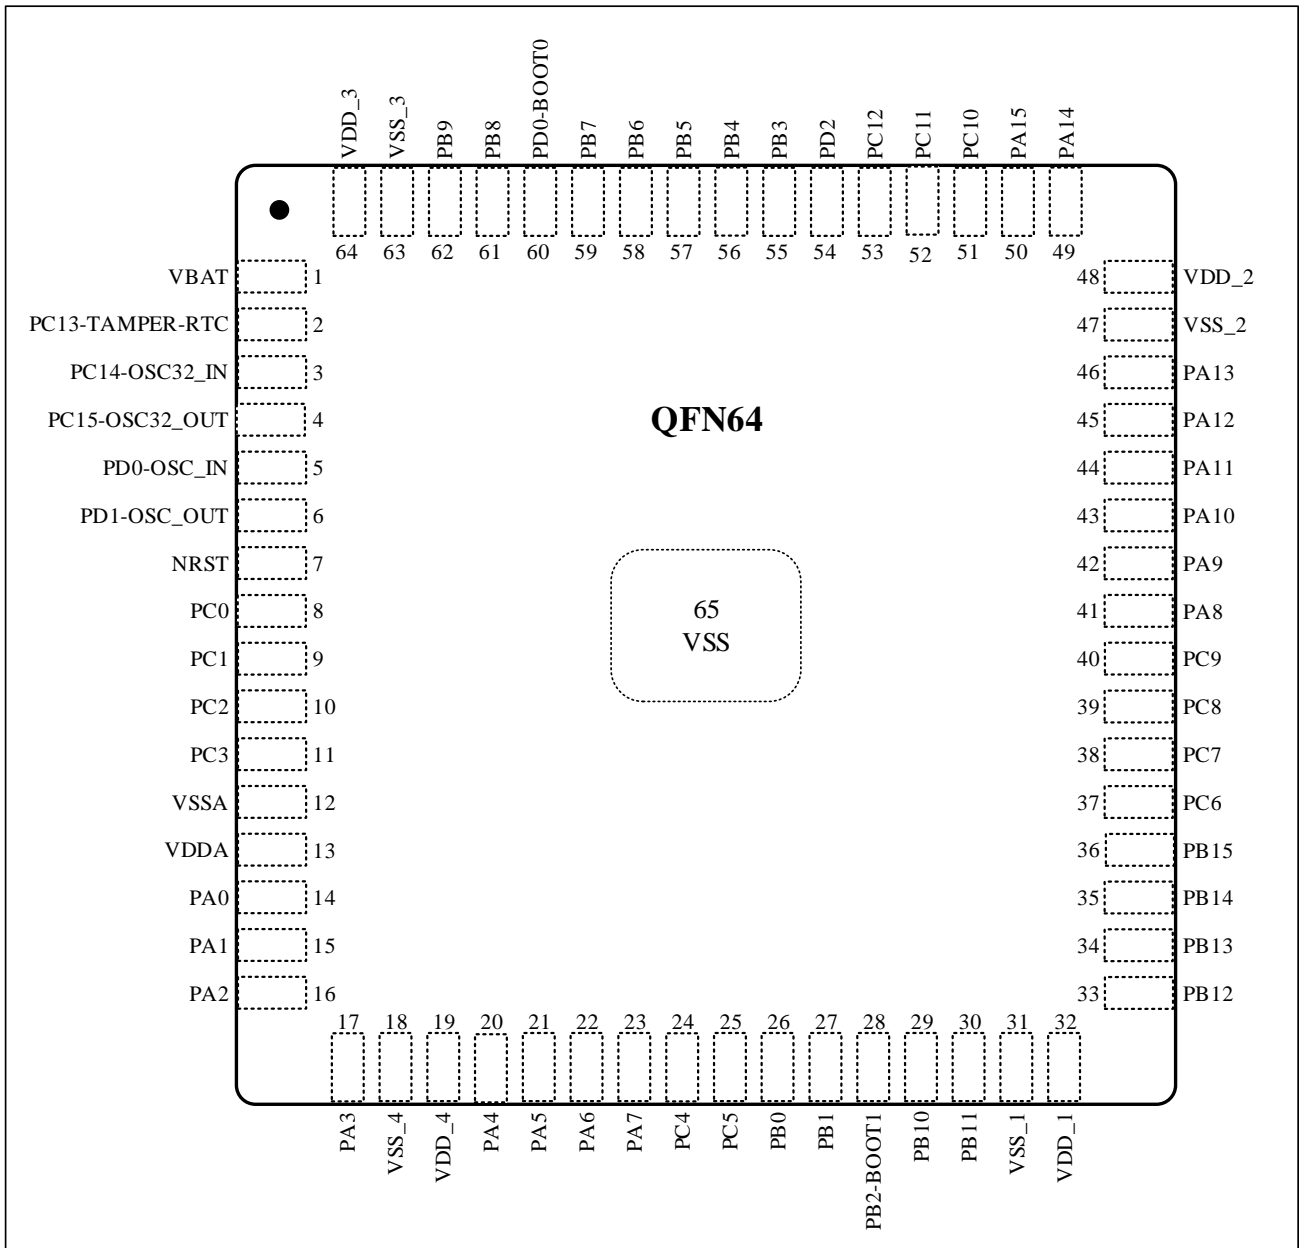 VDD_3
VSS_3
PB9
PB8
PD0-BOOT0
PB7
PB6
PB5
PB4
PB3
PD2
PC12
PC11
PC10
PA15
PA14
64 63 62 61 60 59 58 57 56 55 54 53 52 51 50 49
VBAT 1 48 VDD_2
PC13-TAMPER-RTC 2 47 VSS_2
PC14-OSC32_IN 3 46 PA13
PC15-OSC32_OUT 4 QFN64 45 PA12
PD0-OSC_IN 5 44 PA11
PD1-OSC_OUT 6 43 PA10
NRST 7 42 PA9
PC0 8 65 41 PA8
VSS
PC1 9 40 PC9
PC2 10 39 PC8
PC3 11 38 PC7
VSSA 12 37 PC6
VDDA 13 36 PB15
PA0 14 35 PB14
PA1 15 34 PB13
PA2 16 33 PB12
17 18 19 20 21 22 23 24 25 26 27 28 29 30 31 32
PA3
VSS_4
VDD_4
PA4
PA5
PA6
PA7
PC4
PC5
PB0
PB1
PB2-BOOT1
PB10
PB11
VSS_1
VDD_1